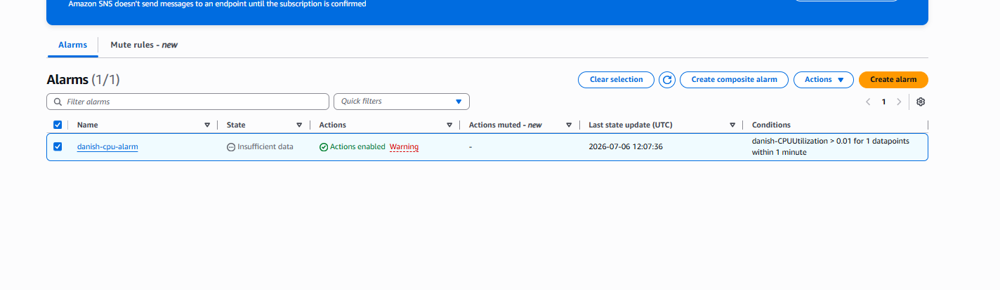 Amazon SNS doesn't send messages to an endpoint until the subscription is confirmed
Alarms Mute rules - new
Alarms (1/1) Clear selection Create composite alarm Actions Create alarm
Filter alarms Quick filters 1
Name State Actions Actions muted - new Last state update (UTC) Conditions
danish-cpu-alarm Insufficient data Actions enabled Warning - 2026-07-06 12:07:36 danish-CPUUtilization > 0.01 for 1 datapoints
within 1 minute